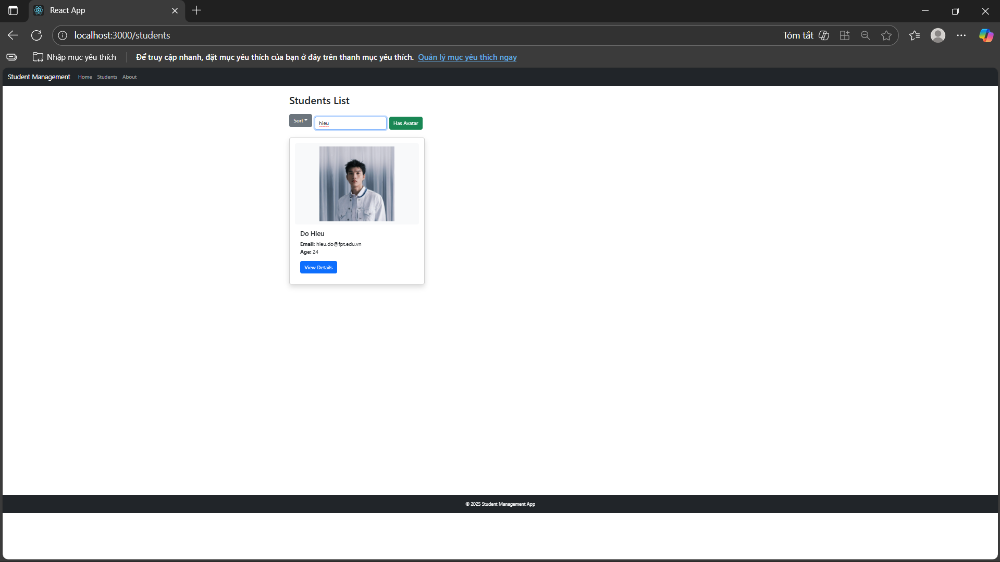 React App
localhost:3000/students
Tóm tắt
Nhập mục yêu thích
Để truy cập nhanh, đặt mục yêu thích của bạn ở đây trên thanh mục yêu thích. Quản lý mục yêu thích ngay
Student Management Home Students About
Students List
Sort hieu Has Avatar
Do Hieu
Email: hieu.do@fpt.edu.vn
Age: 24
View Details
© 2025 Student Management App